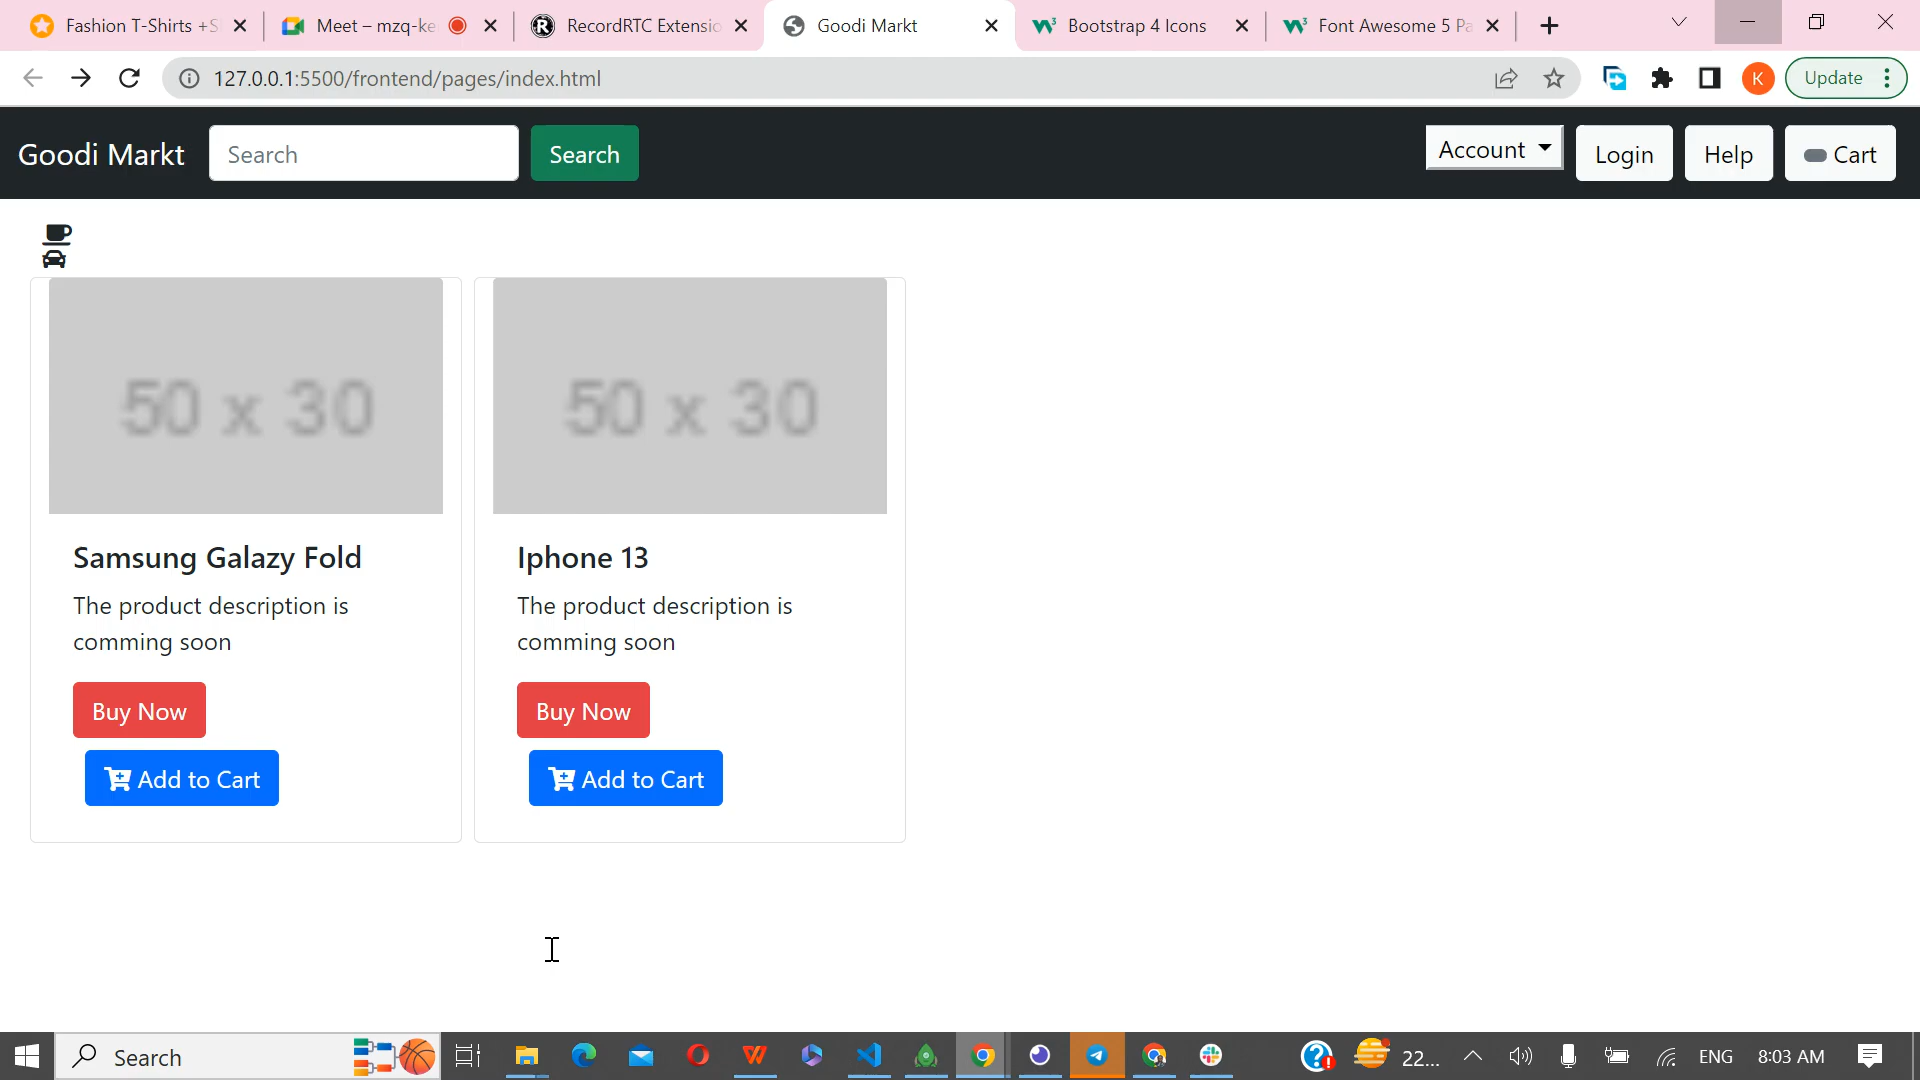 Fashion T-Shirts +S
Meet – mzq-ke
RecordRTC Extensio
Goodi Markt
Bootstrap 4 Icons
Font Awesome 5 Pa
127.0.0.1:5500/frontend/pages/index.html
K
Update
Goodi Markt
Search
Search
Account
Login
Help
Cart
50 x 30
50 x 30
Samsung Galazy Fold
The product description is
comming soon
Buy Now
Add to Cart
Iphone 13
The product description is
comming soon
Buy Now
Add to Cart
Search
22...
ENG
8:03 AM